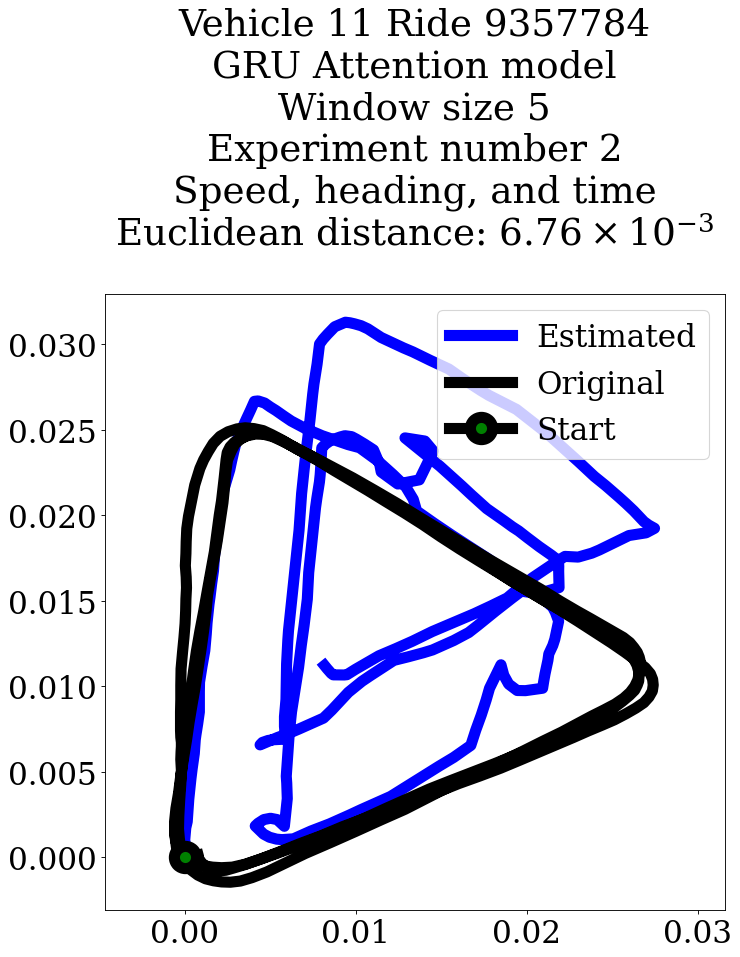 Vehicle 11 Ride 9357784
GRU Attention model
Window size 5
Experiment number 2
Speed, heading, and time
Euclidean distance: 6.76 × 10⁻³
Estimated
Original
Start
0.030
0.025
0.020
0.015
0.010
0.005
0.000
0.00 0.01 0.02 0.03